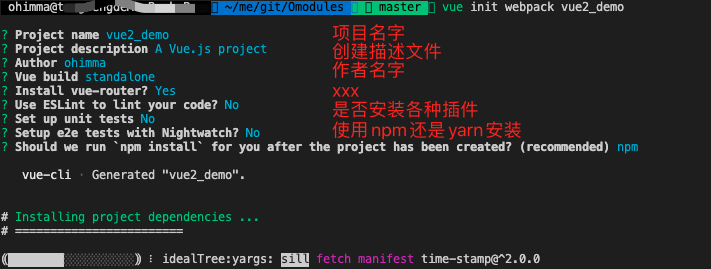 ohimma@t ~/me/git/Omodules master vue init webpack vue2_demo
? Project name vue2_demo 项目名字
? Project description A Vue.js project 创建描述文件
? Author ohimma 作者名字
? Vue build standalone
? Install vue-router? Yes xxx
? Use ESLint to lint your code? No 是否安装各种插件
? Set up unit tests No
? Setup e2e tests with Nightwatch? No 使用npm还是yarn安装
? Should we run `npm install` for you after the project has been created? (recommended) npm
vue-cli · Generated "vue2_demo".
# Installing project dependencies ...
# ========================
⸨ ⸩ ⠸ idealTree:yargs: sill fetch manifest time-stamp@^2.0.0